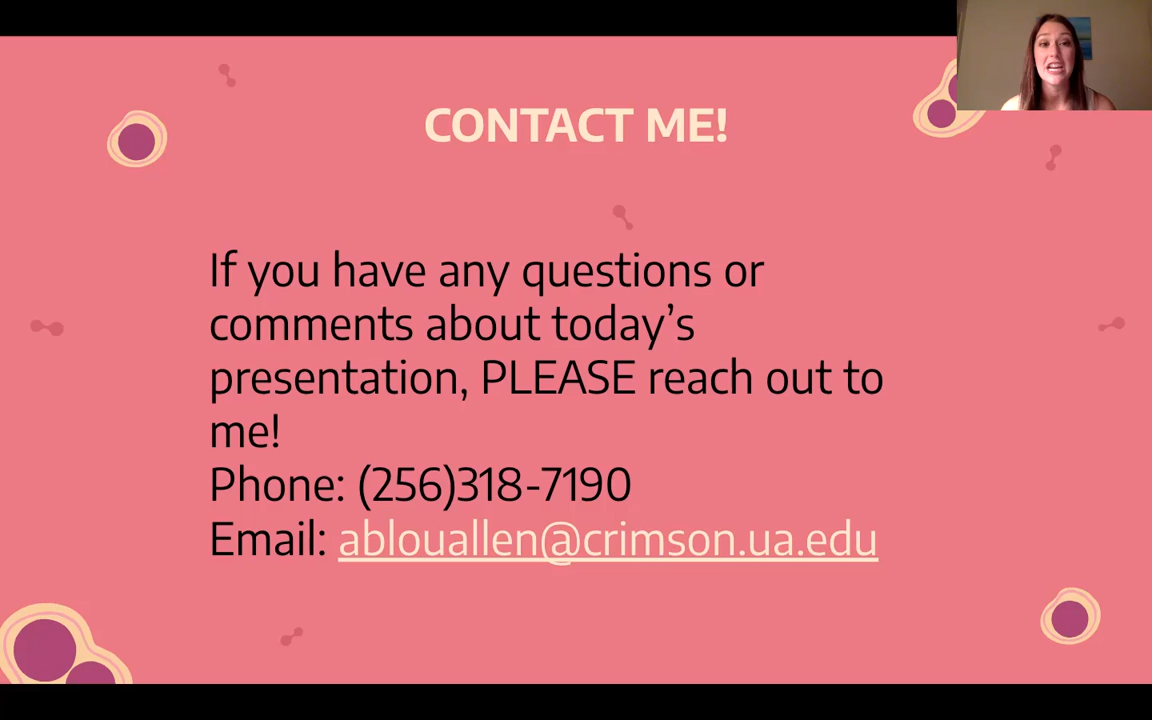 CONTACT ME!
If you have any questions or
comments about today’s
presentation, PLEASE reach out to
me!
Phone: (256)318-7190
Email: ablouallen@crimson.ua.edu